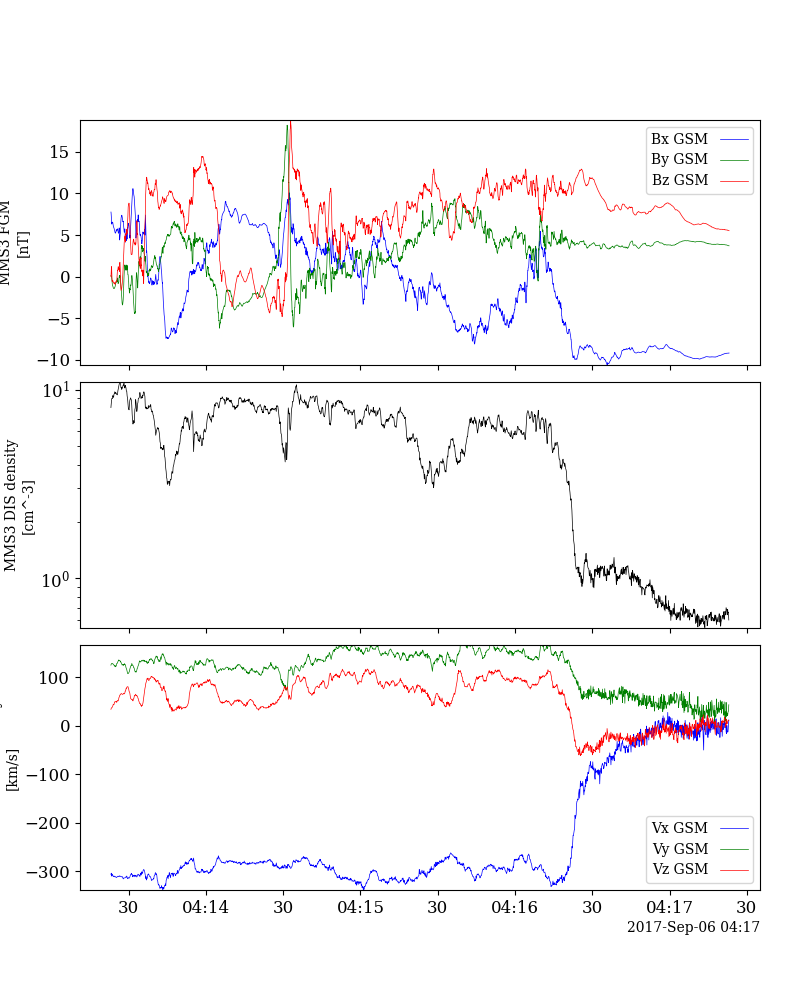 MMS3 FGM
[nT]
15
10
5
0
−5
−10
Bx GSM
By GSM
Bz GSM
MMS3 DIS density
[cm^-3]
10^1
10^0
[km/s]
100
0
−100
−200
−300
Vx GSM
Vy GSM
Vz GSM
30 04:14 30 04:15 30 04:16 30 04:17 30
2017-Sep-06 04:17